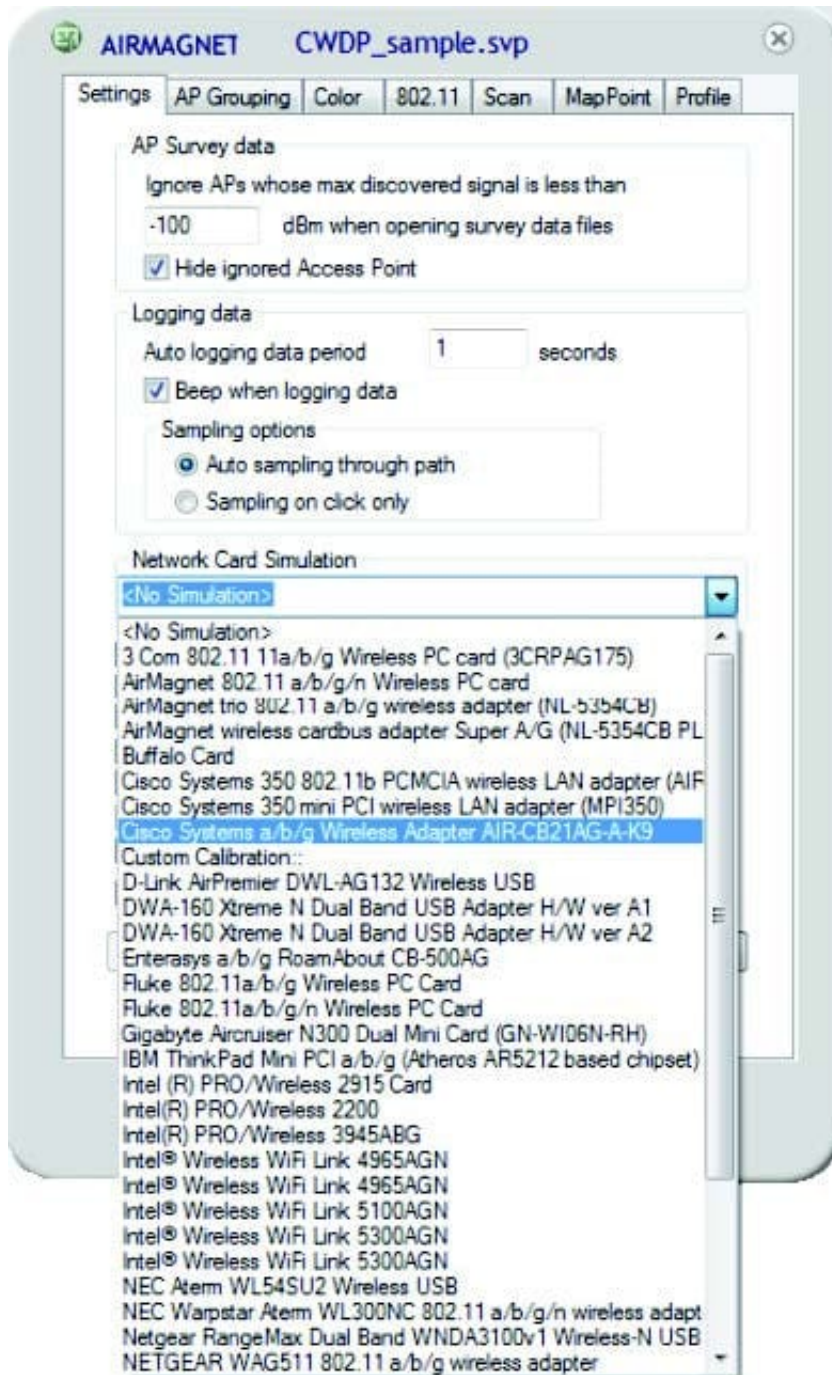 AIRMAGNET CWDP_sample.svp
Settings AP Grouping Color 802.11 Scan MapPoint Profile
AP Survey data
Ignore APs whose max discovered signal is less than
-100 dBm when opening survey data files
Hide ignored Access Point
Logging data
Auto logging data period 1 seconds
Beep when logging data
Sampling options
Auto sampling through path
Sampling on click only
Network Card Simulation
<No Simulation>
<No Simulation>
3 Com 802.11 11a/b/g Wireless PC card (3CRPAG175)
AirMagnet 802.11 a/b/g/n Wireless PC card
AirMagnet trio 802.11 a/b/g wireless adapter (NL-5354CB)
AirMagnet wireless cardbus adapter Super A/G (NL-5354CB PL
Buffalo Card
Cisco Systems 350 802.11b PCMCIA wireless LAN adapter (AIR
Cisco Systems 350 mini PCI wireless LAN adapter (MPI350)
Cisco Systems a/b/g Wireless Adapter AIR-CB21AG-A-K9
Custom Calibration::
D-Link AirPremier DWL-AG132 Wireless USB
DWA-160 Xtreme N Dual Band USB Adapter H/W ver A1
DWA-160 Xtreme N Dual Band USB Adapter H/W ver A2
Enterasys a/b/g RoamAbout CB-500AG
Fluke 802.11a/b/g Wireless PC Card
Fluke 802.11a/b/g/n Wireless PC Card
Gigabyte Aircruiser N300 Dual Mini Card (GN-WI06N-RH)
IBM ThinkPad Mini PCI a/b/g (Atheros AR5212 based chipset)
Intel (R) PRO/Wireless 2915 Card
Intel(R) PRO/Wireless 2200
Intel(R) PRO/Wireless 3945ABG
Intel® Wireless WiFi Link 4965AGN
Intel® Wireless WiFi Link 4965AGN
Intel® Wireless WiFi Link 5100AGN
Intel® Wireless WiFi Link 5300AGN
Intel® Wireless WiFi Link 5300AGN
NEC Aterm WL54SU2 Wireless USB
NEC Warpstar Aterm WL300NC 802.11 a/b/g/n wireless adapt
Netgear RangeMax Dual Band WNDA3100v1 Wireless-N USB
NETGEAR WAG511 802.11 a/b/g wireless adapter